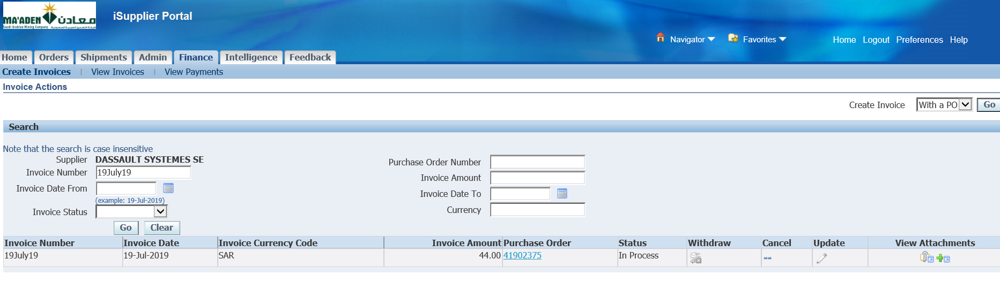 MA'ADEN معادن
Saudi Arabian Mining Company
iSupplier Portal
Navigator Favorites Home Logout Preferences Help
Home Orders Shipments Admin Finance Intelligence Feedback
Create Invoices | View Invoices | View Payments
Invoice Actions
Create Invoice With a PO Go
Search
Note that the search is case insensitive
Supplier DASSAULT SYSTEMES SE
Purchase Order Number
Invoice Number 19July19
Invoice Amount
Invoice Date From
Invoice Date To
(example: 19-Jul-2019)
Currency
Invoice Status
Go Clear
Invoice Number Invoice Date Invoice Currency Code Invoice Amount Purchase Order Status Withdraw Cancel Update View Attachments
19July19 19-Jul-2019 SAR 44.00 41902375 In Process --